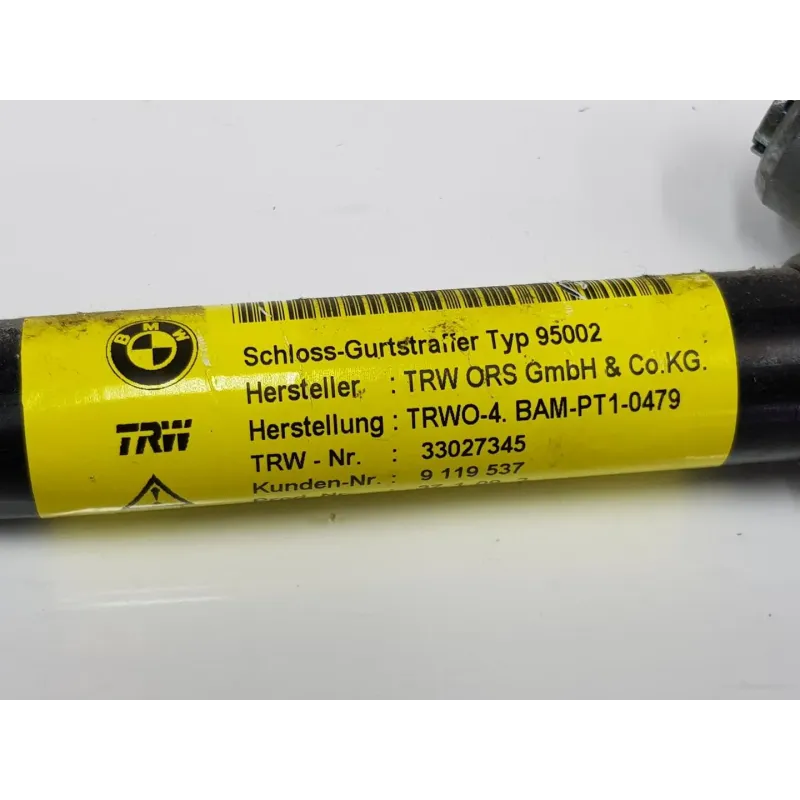 BMW
Schloss-Gurtstraffer Typ 95002
Hersteller : TRW ORS GmbH & Co.KG.
Herstellung : TRWO-4. BAM-PT1-0479
TRW
TRW - Nr. : 33027345
Kunden-Nr. : 9 119 537